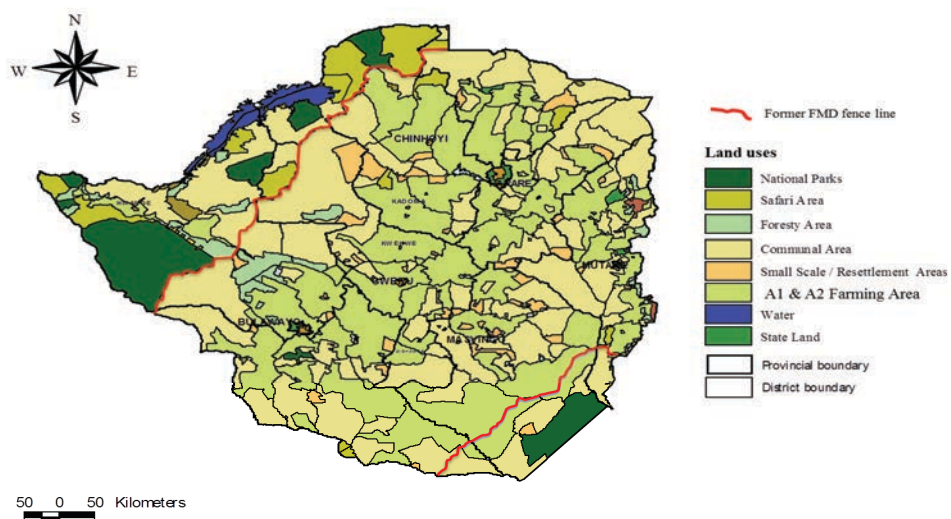 N
W E
S
CHINHOYI
KADOMA
KWEKWE
GWERU
MUTARE
BULAWAYO
MASVINGO
Former FMD fence line
Land uses
National Parks
Safari Area
Foresty Area
Communal Area
Small Scale / Resettlement Areas
A1 & A2 Farming Area
Water
State Land
Provincial boundary
District boundary
50 0 50 Kilometers